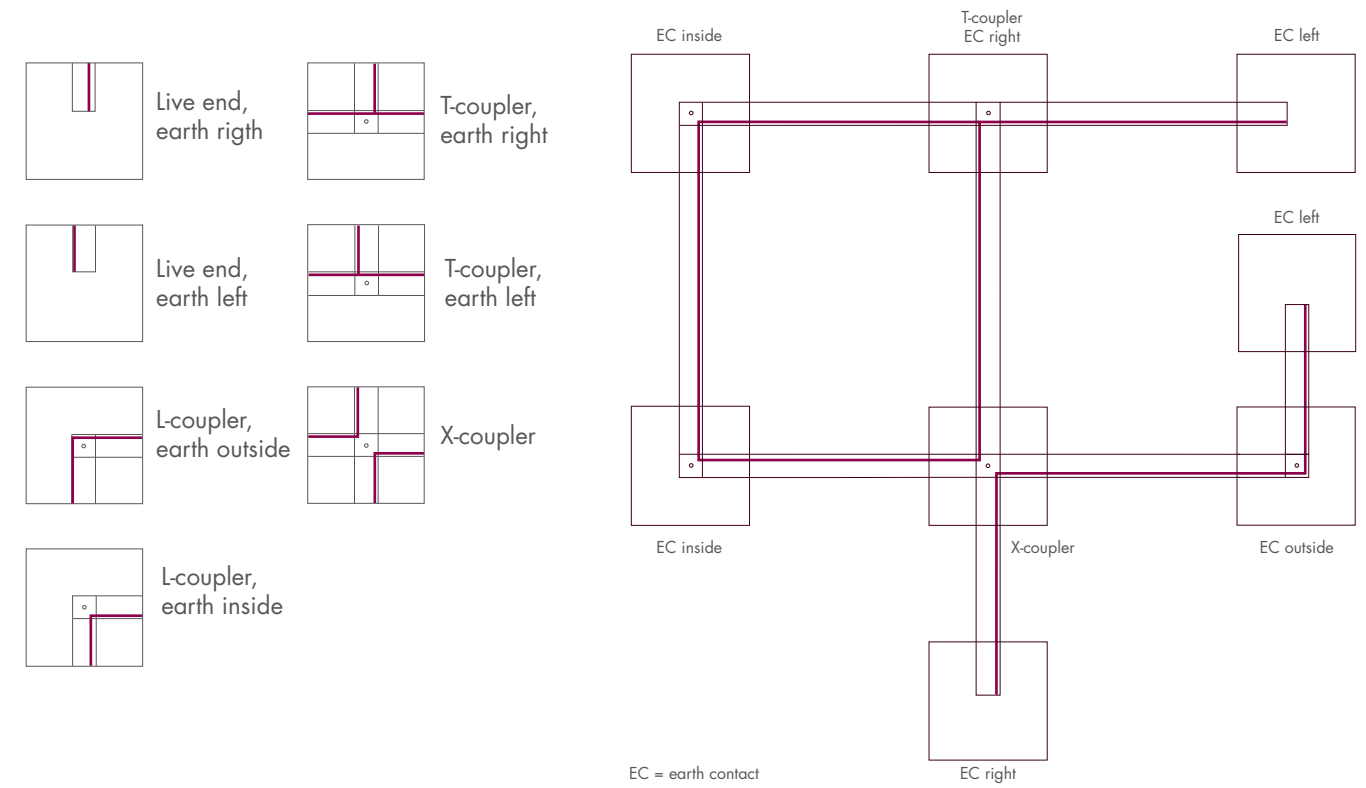 Live end,
earth rigth
T-coupler,
earth right
Live end,
earth left
T-coupler,
earth left
L-coupler,
earth outside
X-coupler
L-coupler,
earth inside
EC inside
T-coupler
EC right
EC left
EC left
EC inside
X-coupler
EC outside
EC = earth contact
EC right